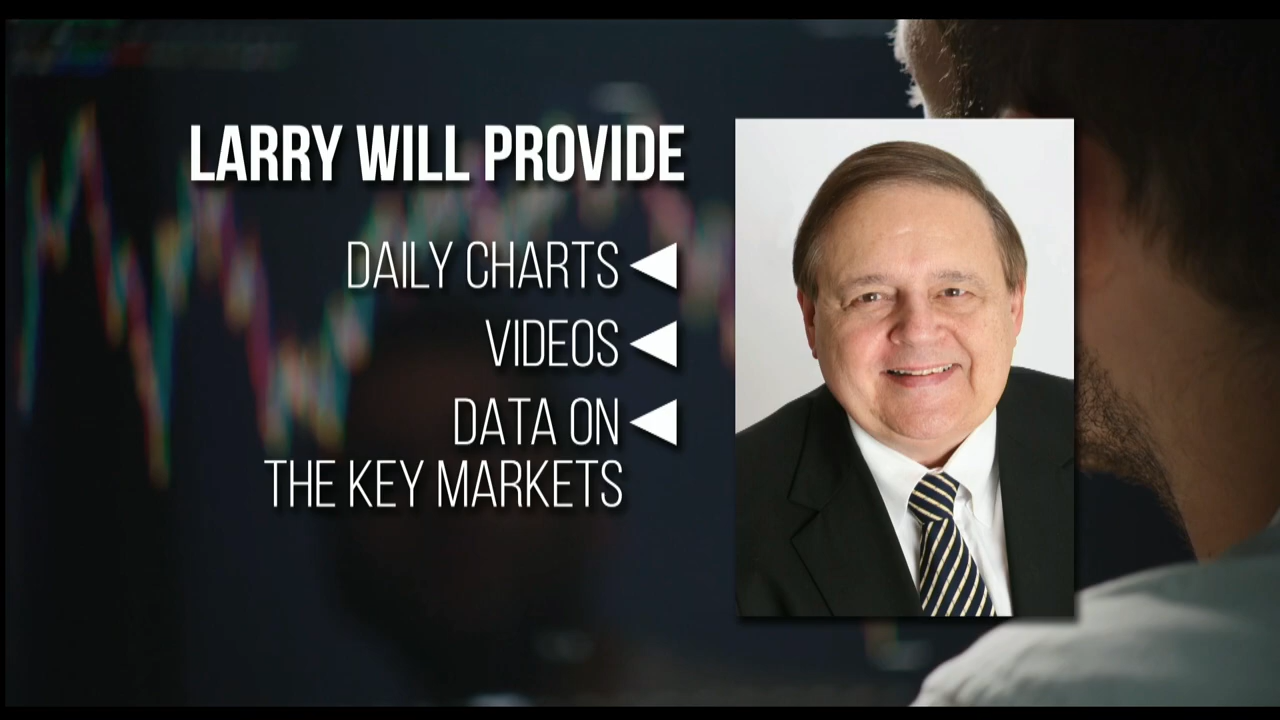 LARRY WILL PROVIDE
DAILY CHARTS
VIDEOS
DATA ON
THE KEY MARKETS